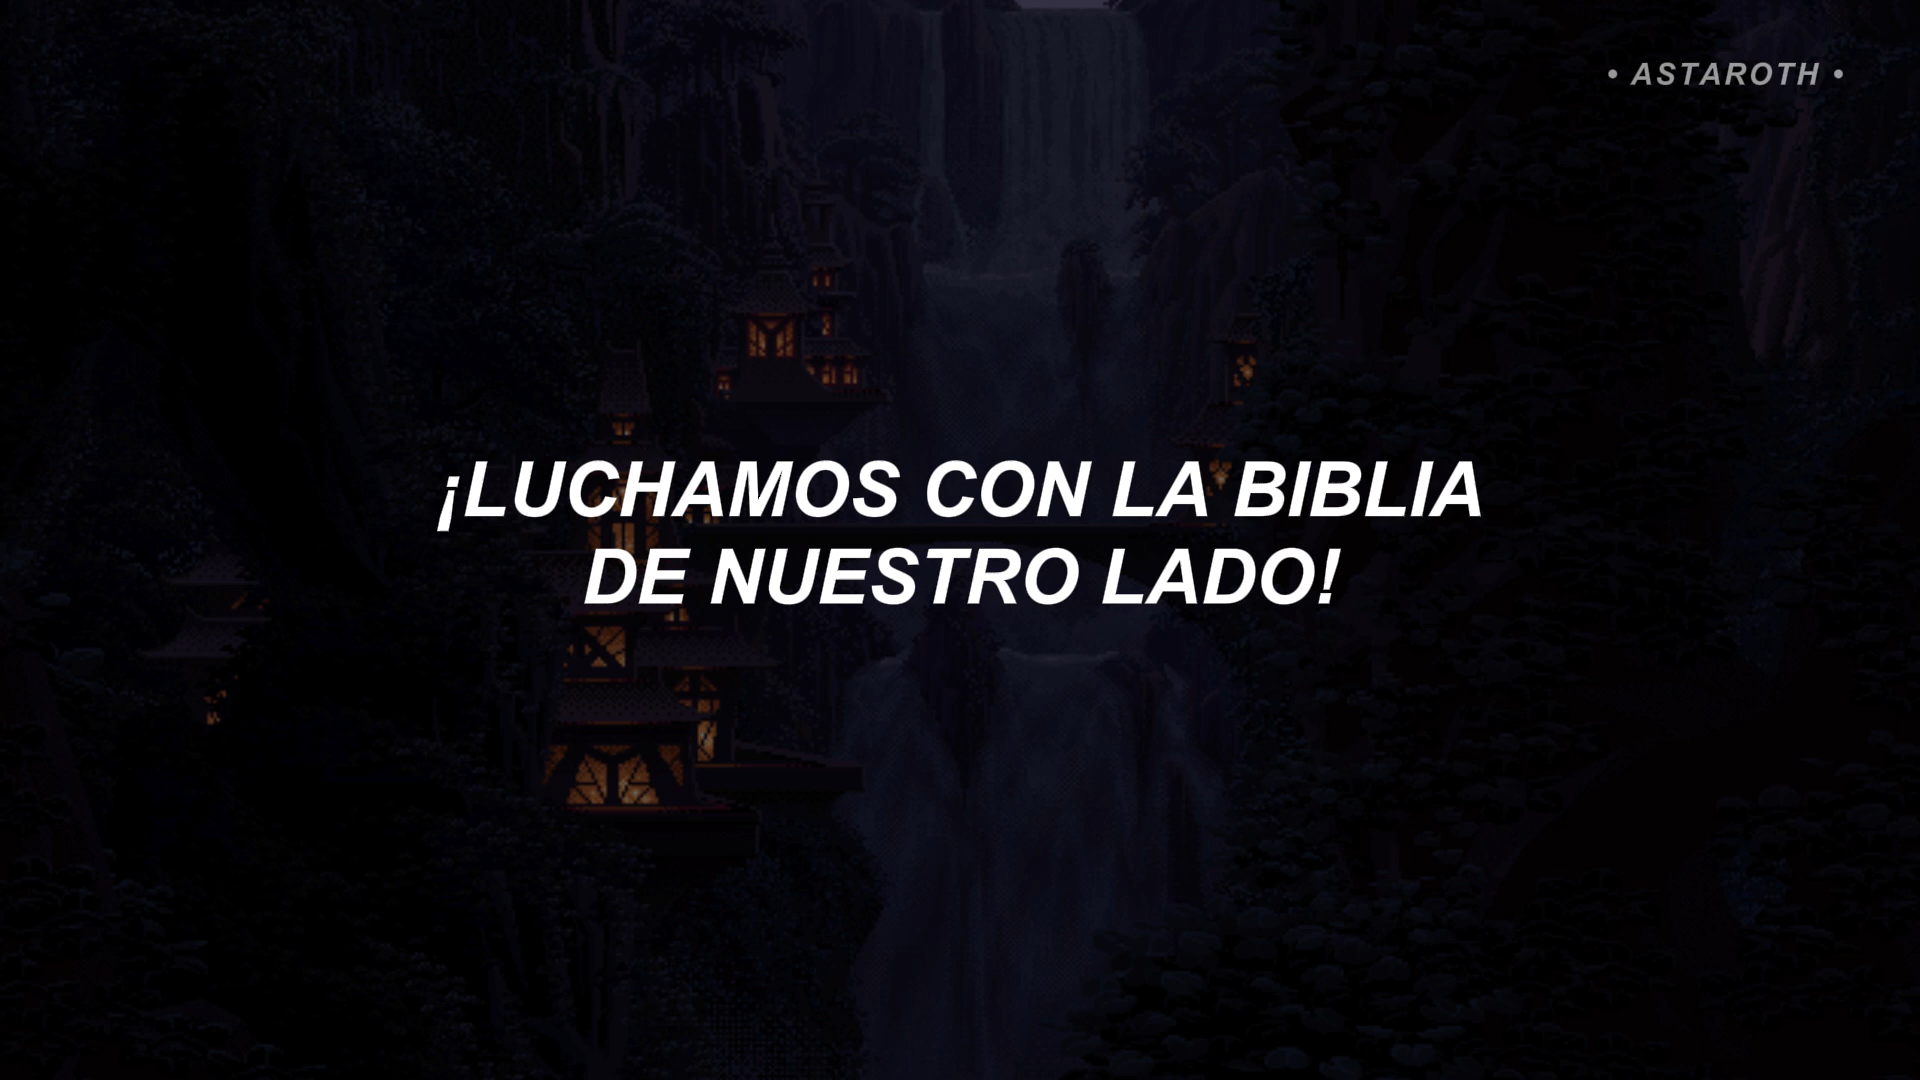 • ASTAROTH •
¡LUCHAMOS CON LA BIBLIA
DE NUESTRO LADO!